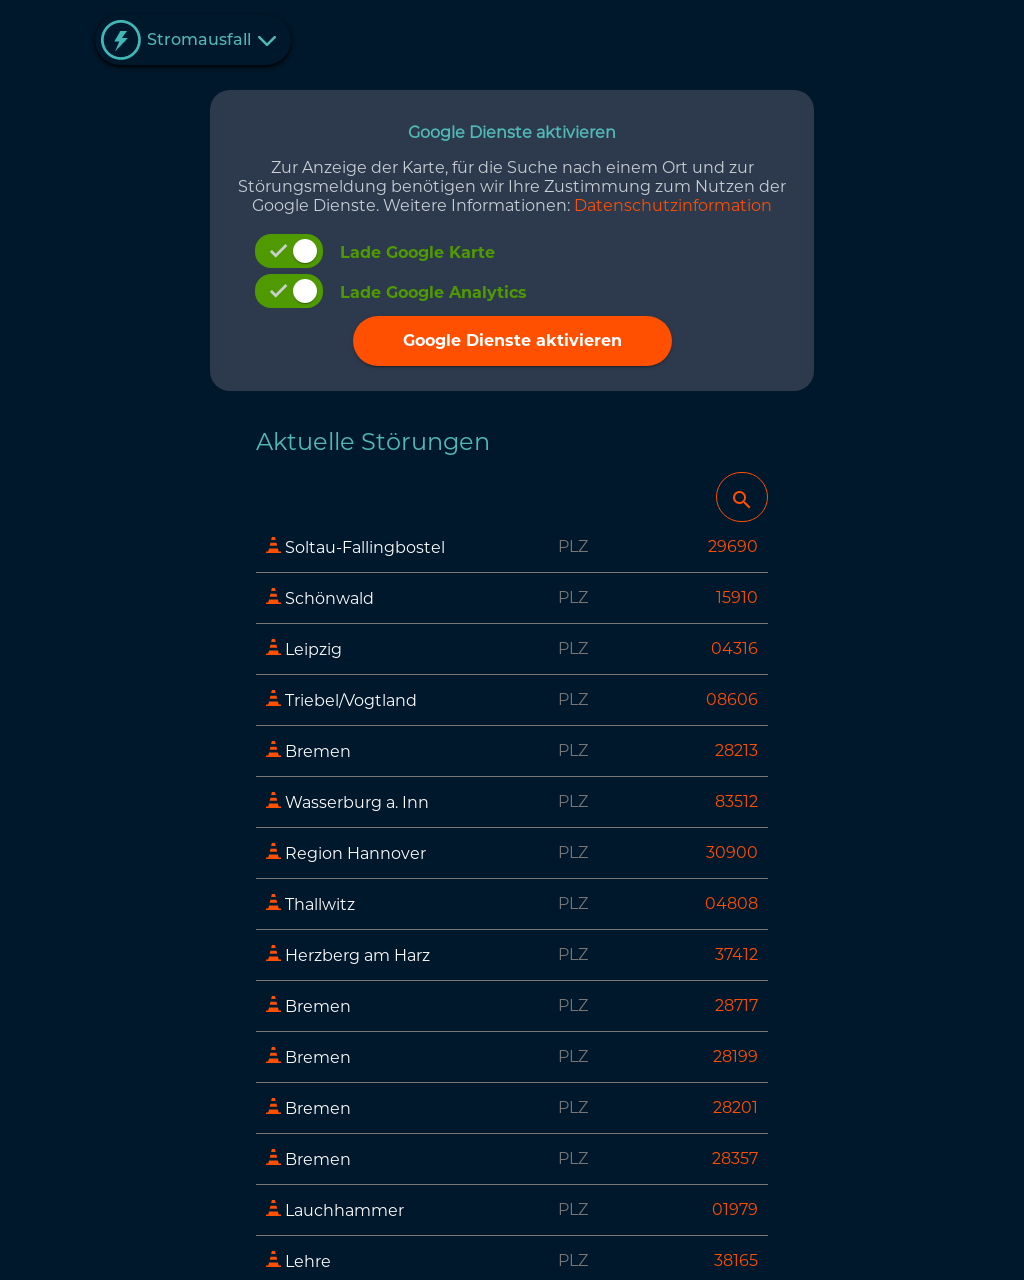 Stromausfall
Google Dienste aktivieren
Zur Anzeige der Karte, für die Suche nach einem Ort und zur
Störungsmeldung benötigen wir Ihre Zustimmung zum Nutzen der
Google Dienste. Weitere Informationen: Datenschutzinformation
Lade Google Karte
Lade Google Analytics
Google Dienste aktivieren
Aktuelle Störungen
Soltau-Fallingbostel PLZ 29690
Schönwald PLZ 15910
Leipzig PLZ 04316
Triebel/Vogtland PLZ 08606
Bremen PLZ 28213
Wasserburg a. Inn PLZ 83512
Region Hannover PLZ 30900
Thallwitz PLZ 04808
Herzberg am Harz PLZ 37412
Bremen PLZ 28717
Bremen PLZ 28199
Bremen PLZ 28201
Bremen PLZ 28357
Lauchhammer PLZ 01979
Lehre PLZ 38165